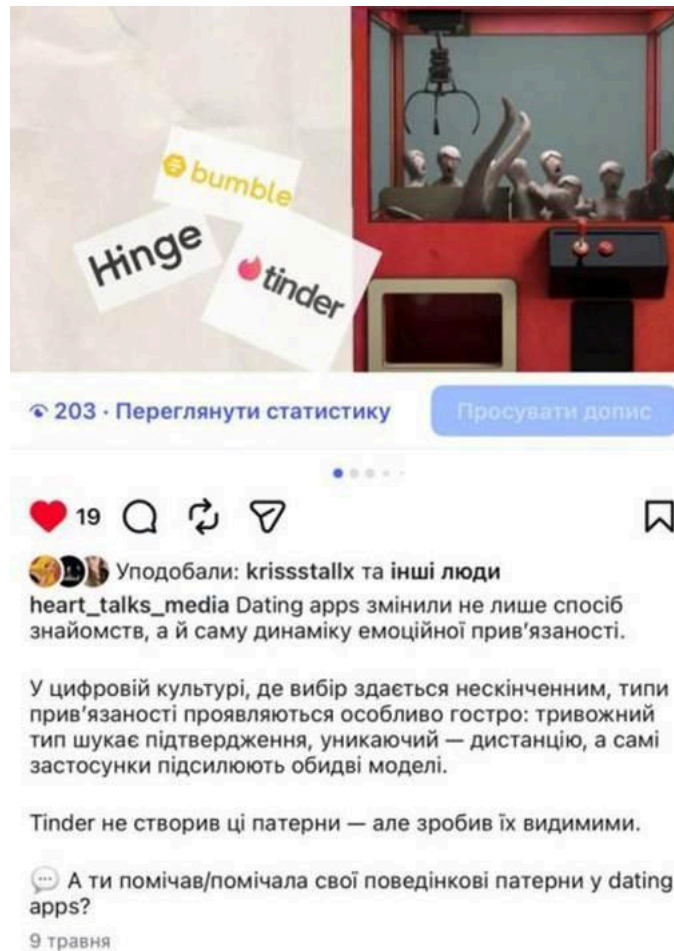 bumble
Hinge
tinder
203 · Переглянути статистику
Просувати допис
19
Уподобали: krissstallx та інші люди
heart_talks_media Dating apps змінили не лише спосіб
знайомств, а й саму динаміку емоційної прив’язаності.
У цифровій культурі, де вибір здається нескінченним, типи
прив’язаності проявляються особливо гостро: тривожний
тип шукає підтвердження, уникаючий — дистанцію, а самі
застосунки підсилюють обидві моделі.
Tinder не створив ці патерни — але зробив їх видимими.
💬 А ти помічав/помічала свої поведінкові патерни у dating
apps?
9 травня